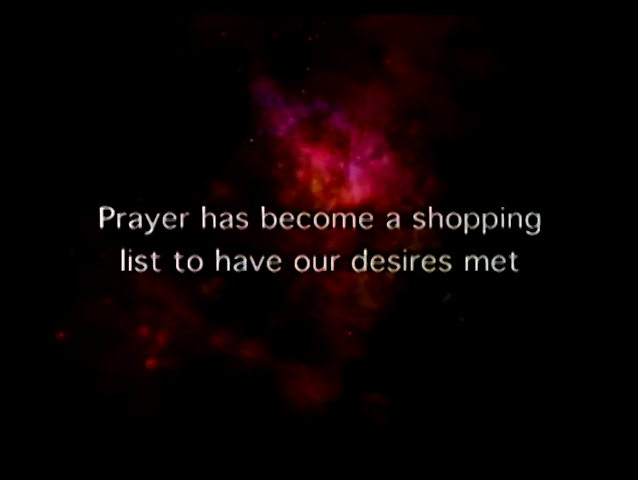 Prayer has become a shopping
list to have our desires met